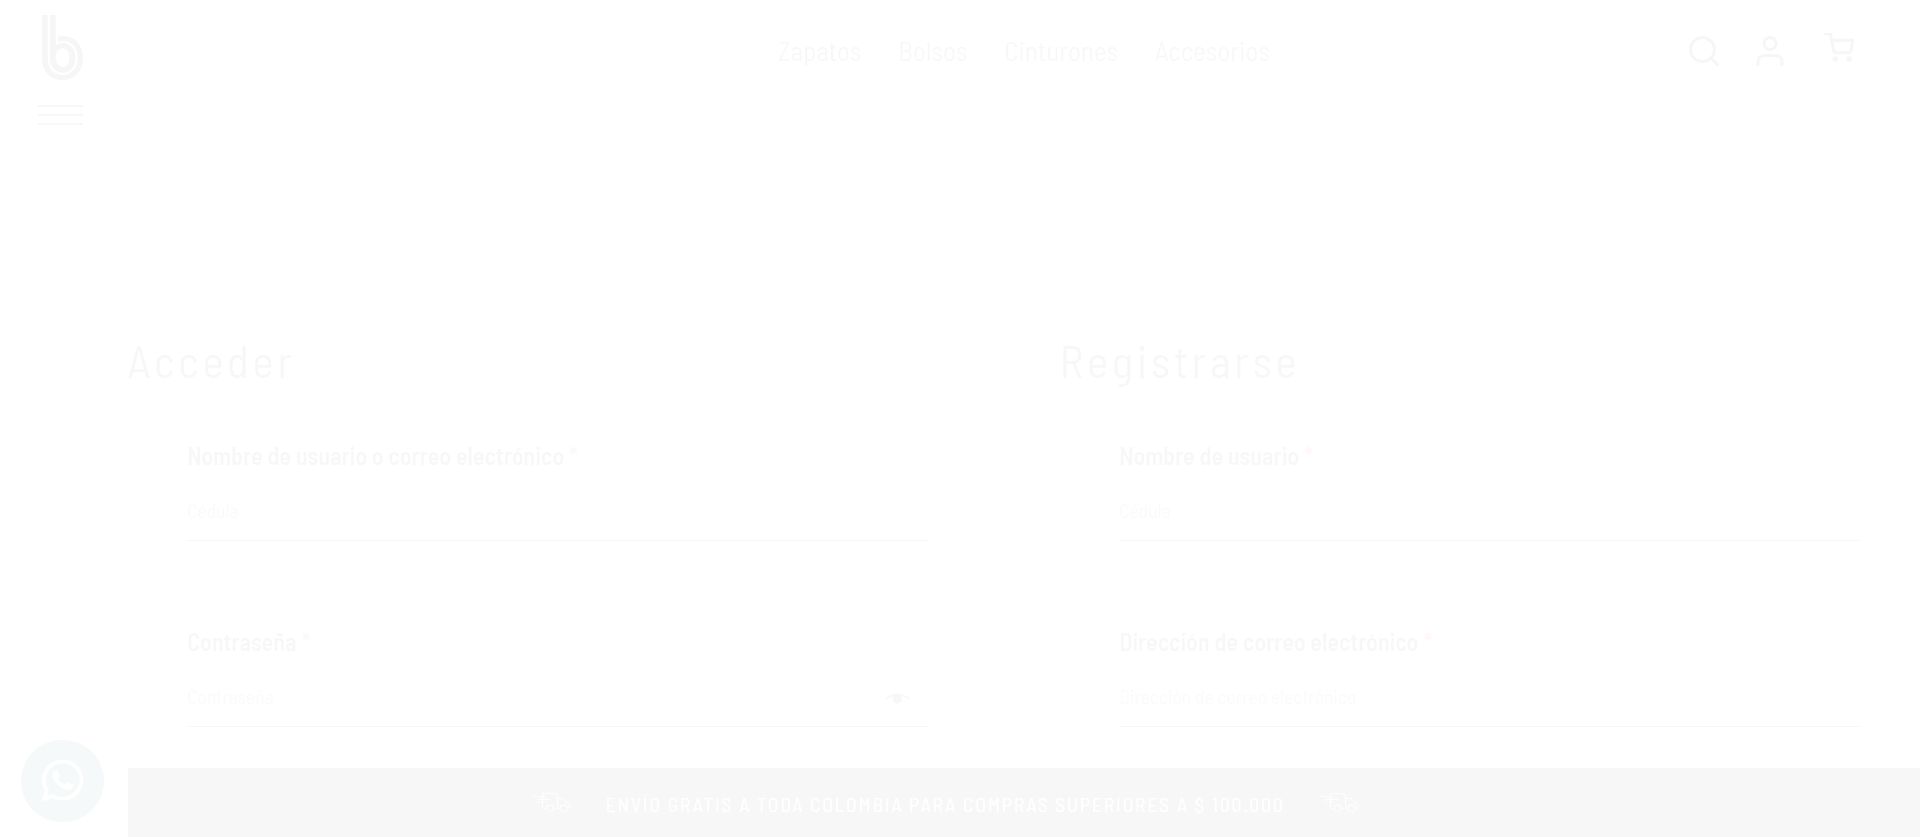 b
Zapatos Bolsos Cinturones Accesorios
Acceder
Registrarse
Nombre de usuario o correo electrónico *
Cédula
Contraseña *
Contraseña
Nombre de usuario *
Cédula
Dirección de correo electrónico *
Dirección de correo electrónico
ENVÍO GRATIS A TODA COLOMBIA PARA COMPRAS SUPERIORES A $ 100.000